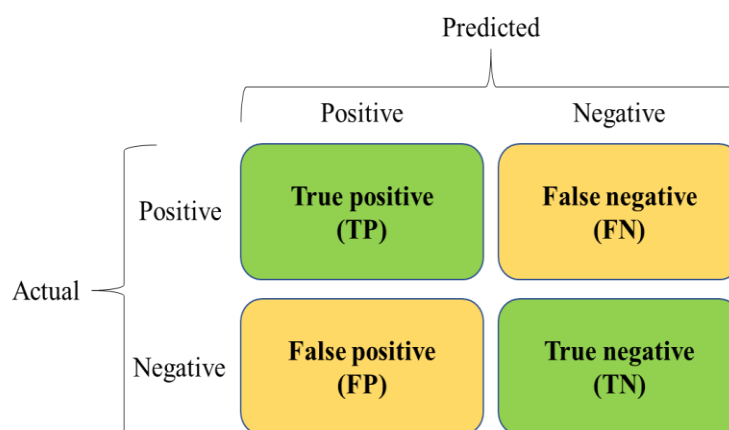 Predicted
Positive
Negative
Positive
True positive
(TP)
False negative
(FN)
Actual
Negative
False positive
(FP)
True negative
(TN)